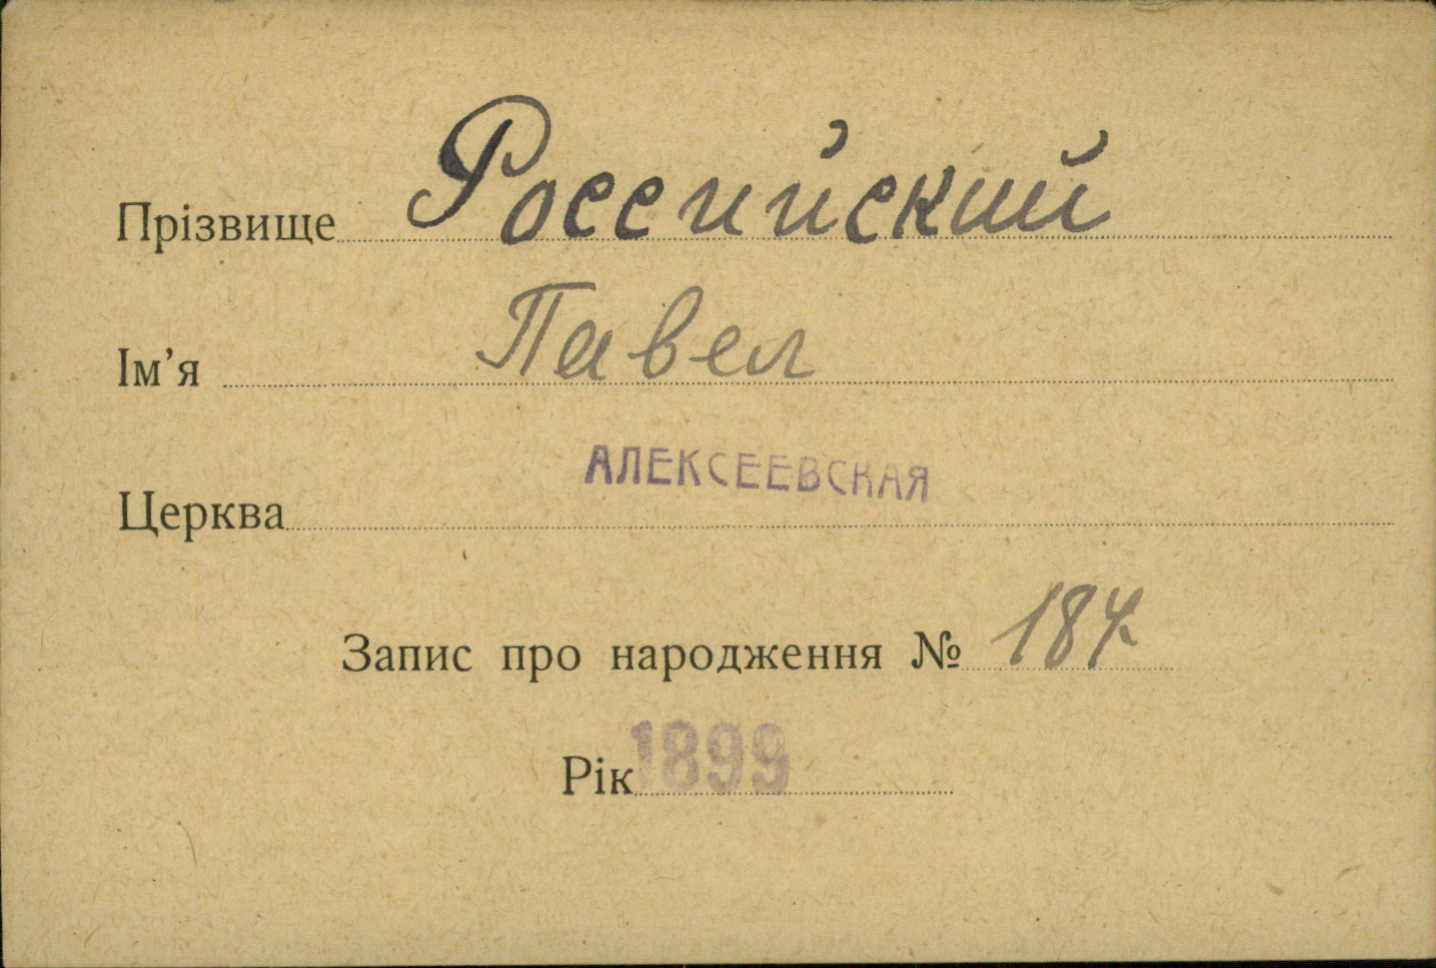 Прізвище Российский
Ім'я Павел
Церква АЛЕКСЕЕВСКАЯ
Запис про народження № 184
Рік 1899